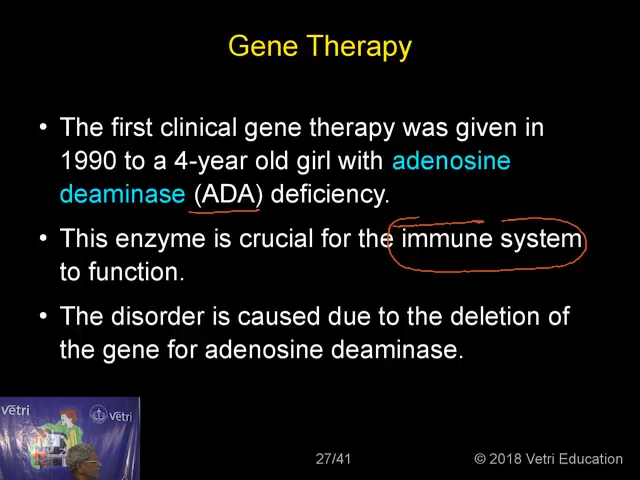 Gene Therapy
• The first clinical gene therapy was given in
1990 to a 4-year old girl with adenosine
deaminase (ADA) deficiency.
• This enzyme is crucial for the immune system
to function.
• The disorder is caused due to the deletion of
the gene for adenosine deaminase.
vetri
vetri
27/41
© 2018 Vetri Education